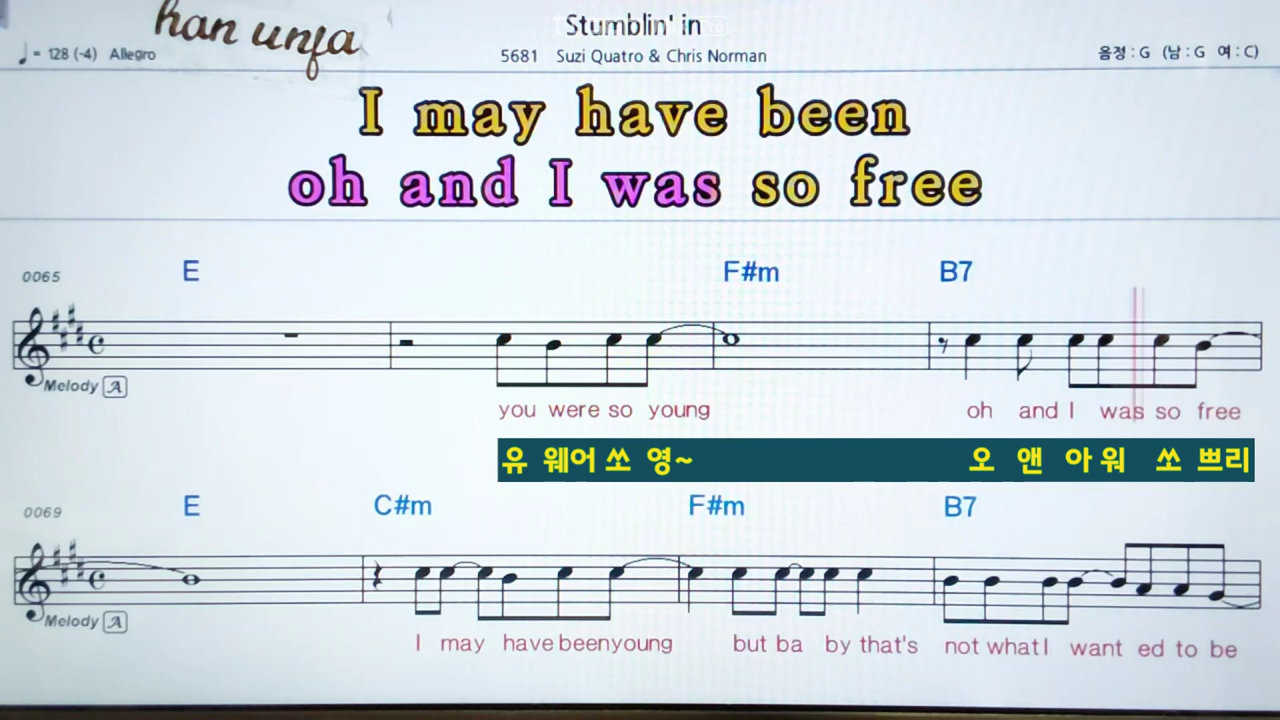 han unfa
Stumblin' in
♩ = 128 (-4) Allegro
5681 Suzi Quatro & Chris Norman
음정 : G (남 : G 여 : C)
I may have been
oh and I was so free
0065
E F#m B7
Melody A
you were so young oh and I was so free
유 웨어 쏘 영~ 오 앤 아 워 쏘 쁘리
0069
E C#m F#m B7
Melody A
I may have been young but ba by that's not what I want ed to be